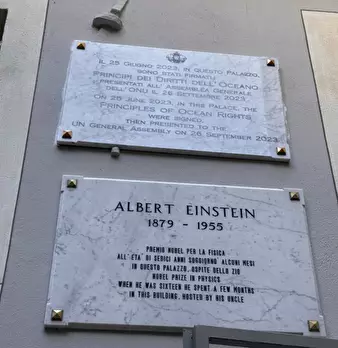 IL 25 GIUGNO 2023, IN QUESTO PALAZZO,
SONO STATI FIRMATI I
PRINCIPI DEI DIRITTI DELL'OCEANO
PRESENTATI ALL'ASSEMBLEA GENERALE
DELL'ONU IL 26 SETTEMBRE 2023
ON 25 JUNE 2023, IN THIS PALACE, THE
PRINCIPLES OF OCEAN RIGHTS
WERE SIGNED,
THEN PRESENTED TO THE
UN GENERAL ASSEMBLY ON 26 SEPTEMBER 2023
ALBERT EINSTEIN
1879 - 1955
PREMIO NOBEL PER LA FISICA
ALL'ETA' DI SEDICI ANNI SOGGIORNO' ALCUNI MESI
IN QUESTO PALAZZO, OSPITE DELLO ZIO
NOBEL PRIZE IN PHYSICS
WHEN HE WAS SIXTEEN HE SPENT A FEW MONTHS
IN THIS BUILDING, HOSTED BY HIS UNCLE